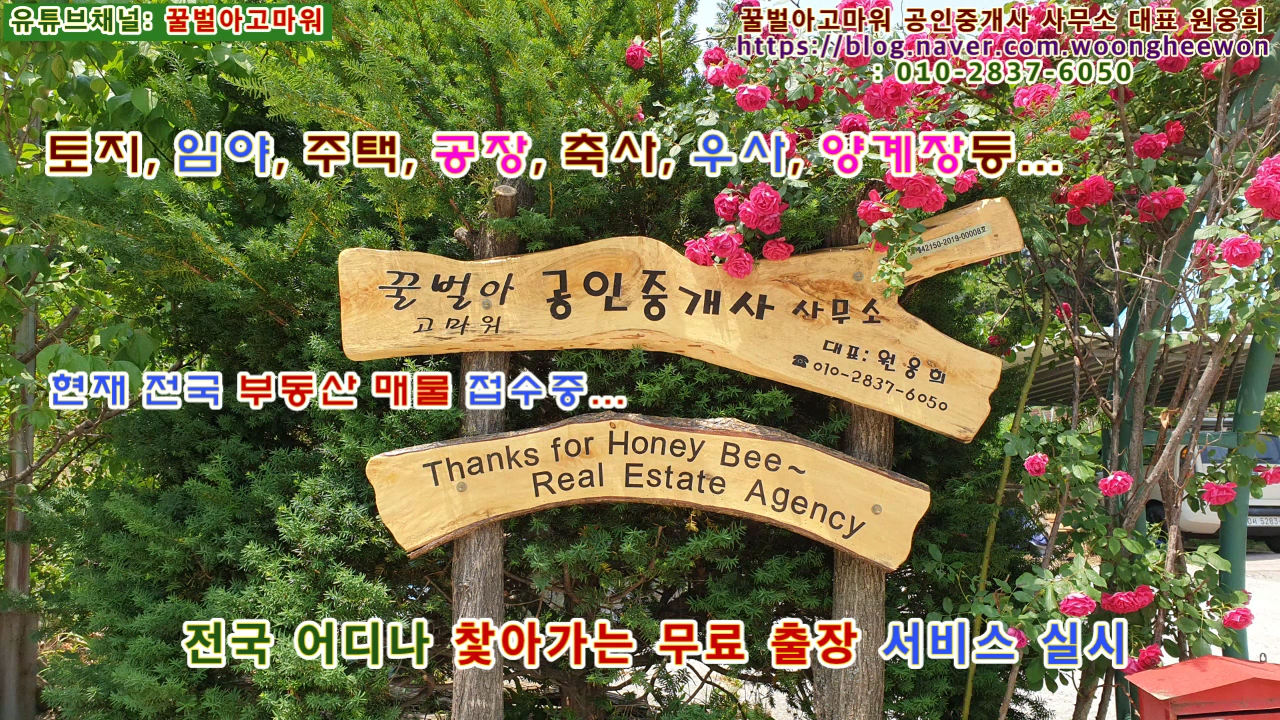 유튜브채널: 꿀벌아고마워
꿀벌아고마워 공인중개사 사무소 대표 원웅희
https://blog.naver.com.woongheewon
: 010-2837-6050
토지, 임야, 주택, 공장, 축사, 우사, 양계장등...
꿀벌아 공인중개사 사무소
고마워
대표: 원웅희
☎010-2837-6050
현재 전국 부동산 매물 접수중...
Thanks for Honey Bee~
Real Estate Agency
전국 어디나 찾아가는 무료 출장 서비스 실시